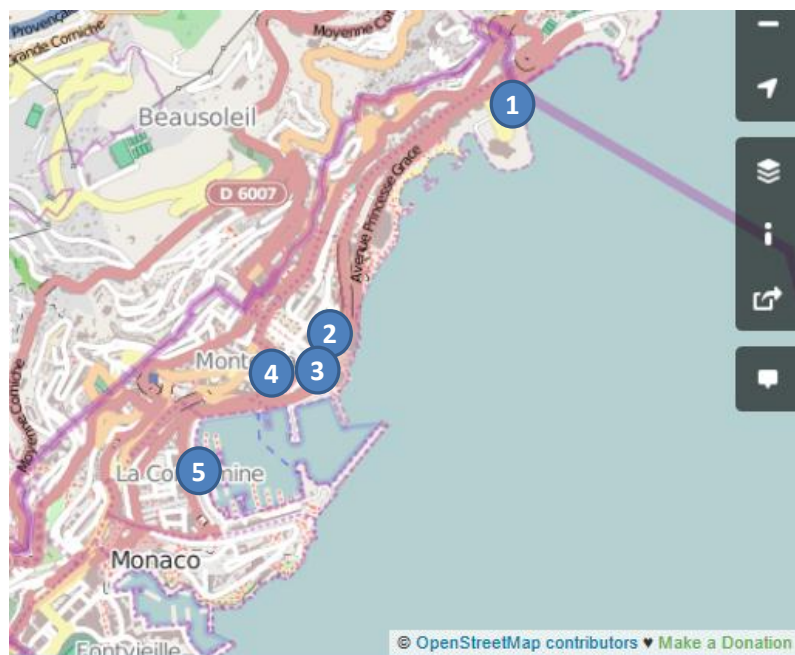 Provença
Moyenne Co
Grande Corniche
1
Beausoleil
D 6007
Avenue Princesse Grace
2
Mont
4
3
Moyenne Corniche
5
La Co
mine
Monaco
Fontvieille
© OpenStreetMap contributors ♥ Make a Donation